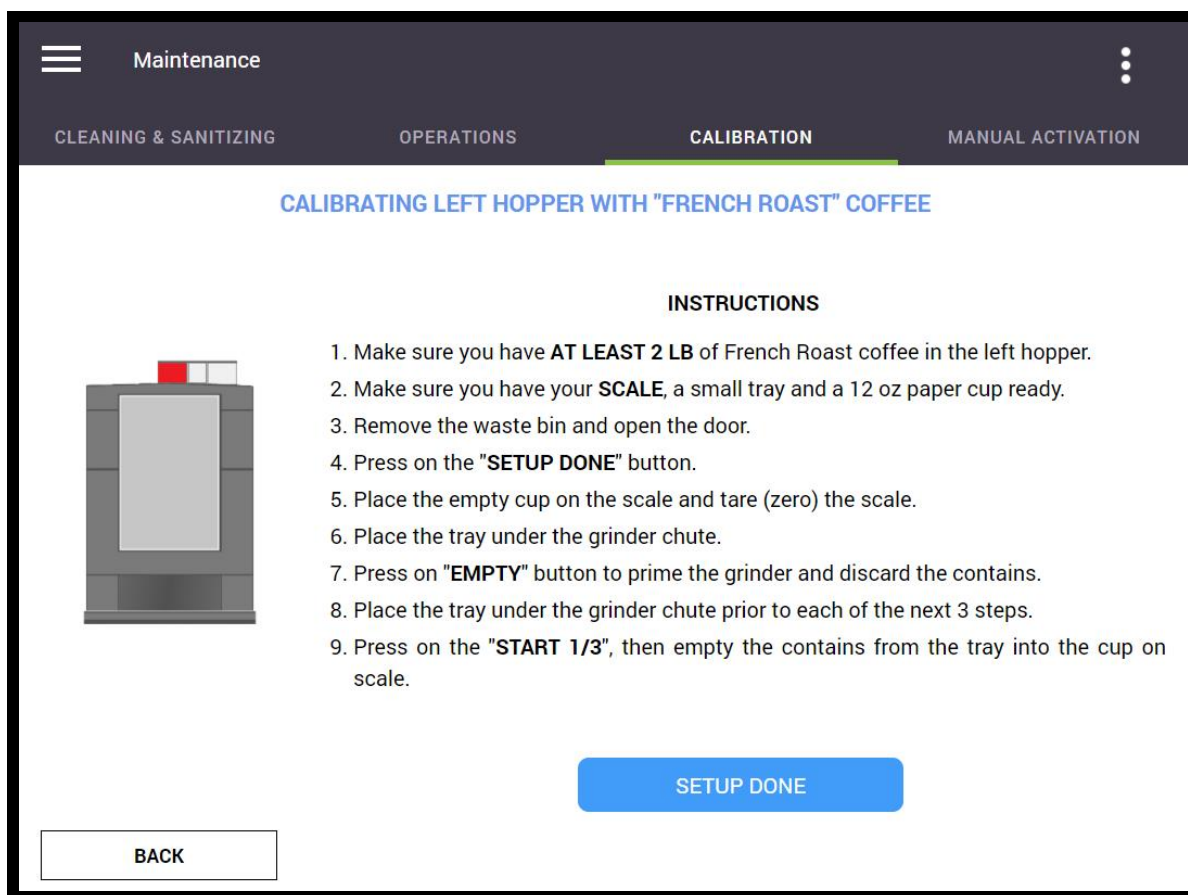 Maintenance
CLEANING & SANITIZING OPERATIONS CALIBRATION MANUAL ACTIVATION
CALIBRATING LEFT HOPPER WITH "FRENCH ROAST" COFFEE
INSTRUCTIONS
1. Make sure you have AT LEAST 2 LB of French Roast coffee in the left hopper.
2. Make sure you have your SCALE, a small tray and a 12 oz paper cup ready.
3. Remove the waste bin and open the door.
4. Press on the "SETUP DONE" button.
5. Place the empty cup on the scale and tare (zero) the scale.
6. Place the tray under the grinder chute.
7. Press on "EMPTY" button to prime the grinder and discard the contains.
8. Place the tray under the grinder chute prior to each of the next 3 steps.
9. Press on the "START 1/3", then empty the contains from the tray into the cup on
scale.
SETUP DONE
BACK